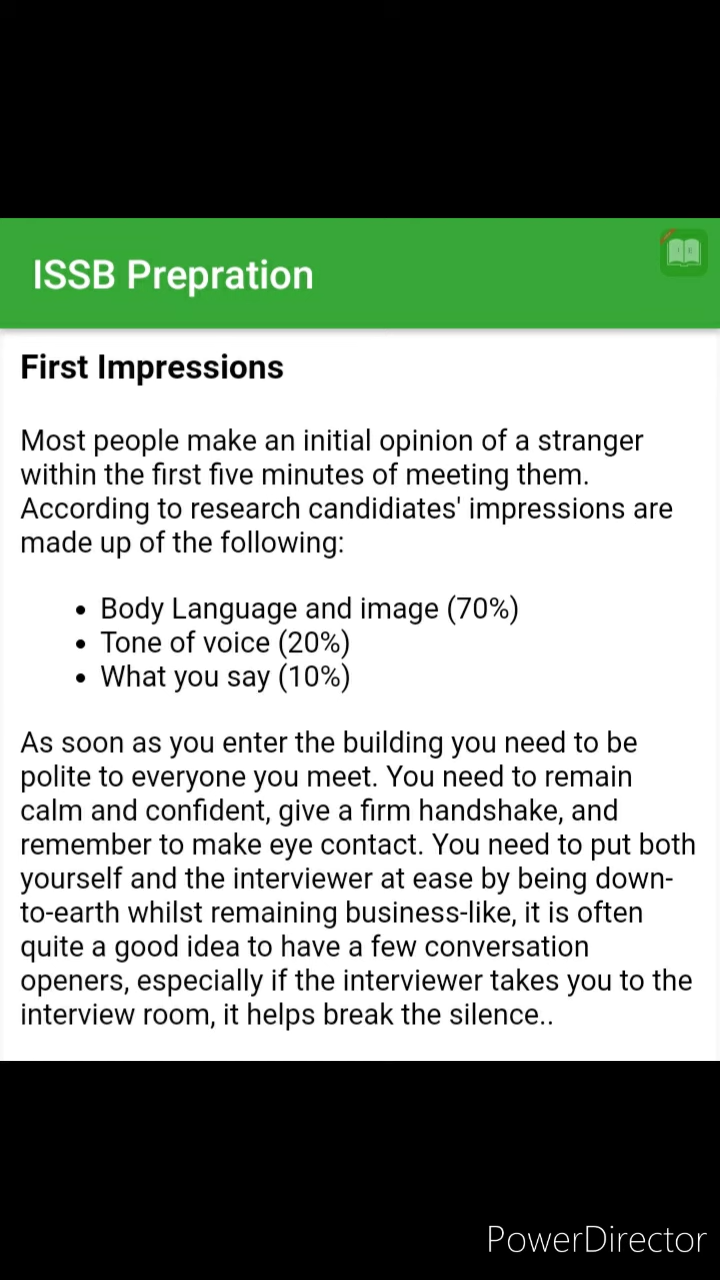 ISSB Prepration
First Impressions
Most people make an initial opinion of a stranger
within the first five minutes of meeting them.
According to research candidiates' impressions are
made up of the following:
• Body Language and image (70%)
• Tone of voice (20%)
• What you say (10%)
As soon as you enter the building you need to be
polite to everyone you meet. You need to remain
calm and confident, give a firm handshake, and
remember to make eye contact. You need to put both
yourself and the interviewer at ease by being down-
to-earth whilst remaining business-like, it is often
quite a good idea to have a few conversation
openers, especially if the interviewer takes you to the
interview room, it helps break the silence..
PowerDirector